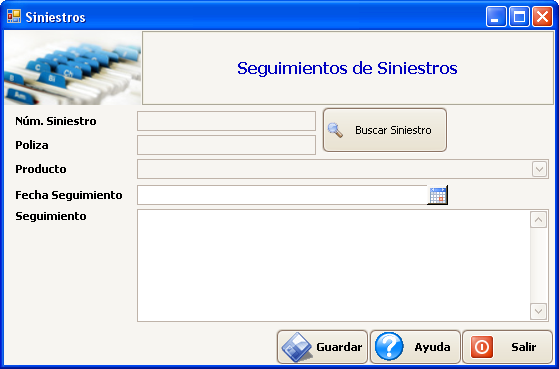 Siniestros
Seguimientos de Siniestros
Núm. Siniestro
Buscar Siniestro
Poliza
Producto
Fecha Seguimiento
Seguimiento
Guardar
Ayuda
Salir